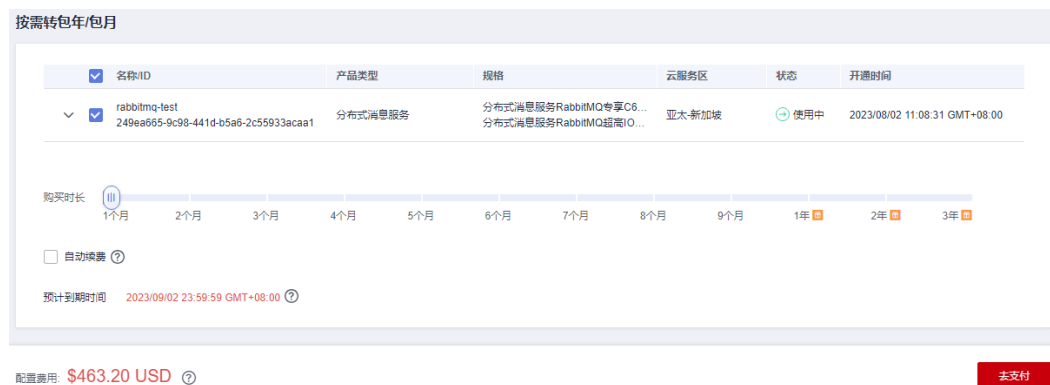 按需转包年/包月
名称/ID 产品类型 规格 云服务区 状态 开通时间
rabbitmq-test 分布式消息服务RabbitMQ专享C6...
249ea665-9c98-441d-b5a6-2c55933acaa1 分布式消息服务 分布式消息服务RabbitMQ超高IO... 亚太-新加坡 使用中 2023/08/02 11:08:31 GMT+08:00
购买时长
1个月 2个月 3个月 4个月 5个月 6个月 7个月 8个月 9个月 1年 2年 3年
自动续费 ?
预计到期时间 2023/09/02 23:59:59 GMT+08:00 ?
配置费用: $463.20 USD ? 去支付